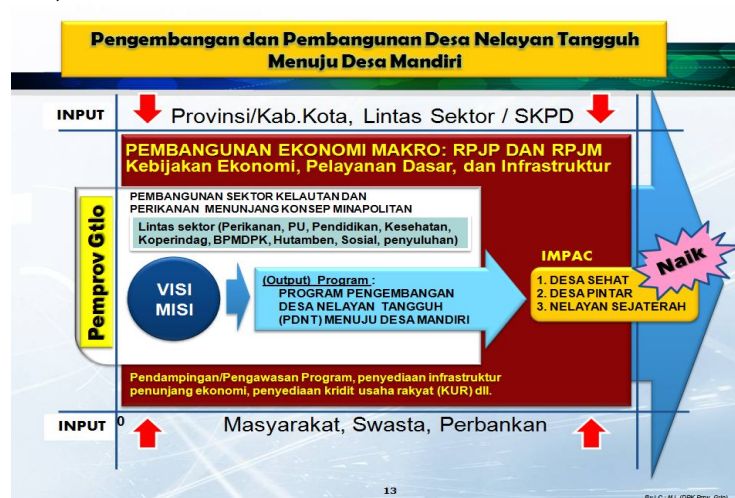 Pengembangan dan Pembangunan Desa Nelayan Tangguh
Menuju Desa Mandiri
INPUT
Provinsi/Kab.Kota, Lintas Sektor / SKPD
PEMBANGUNAN EKONOMI MAKRO: RPJP DAN RPJM
Kebijakan Ekonomi, Pelayanan Dasar, dan Infrastruktur
Pemprov Gtlo
PEMBANGUNAN SEKTOR KELAUTAN DAN
PERIKANAN MENUNJANG KONSEP MINAPOLITAN
Lintas sektor (Perikanan, PU, Pendidikan, Kesehatan,
Koperindag, BPMDPK, Hutamben, Sosial, penyuluhan)
VISI
MISI
(Output) Program :
PROGRAM PENGEMBANGAN
DESA NELAYAN TANGGUH
(PDNT) MENUJU DESA MANDIRI
IMPAC
1. DESA SEHAT
2. DESA PINTAR
3. NELAYAN SEJATERAH
Naik
Pendampingan/Pengawasan Program, penyediaan infrastruktur
penunjang ekonomi, penyediaan kridit usaha rakyat (KUR) dll.
INPUT
0
Masyarakat, Swasta, Perbankan
13